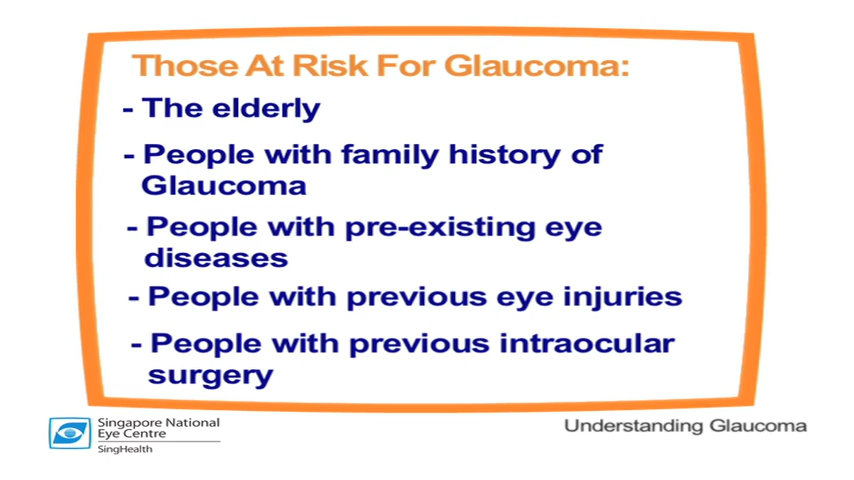 Those At Risk For Glaucoma:
- The elderly
- People with family history of
Glaucoma
- People with pre-existing eye
diseases
- People with previous eye injuries
- People with previous intraocular
surgery
Singapore National
Eye Centre
SingHealth
Understanding Glaucoma